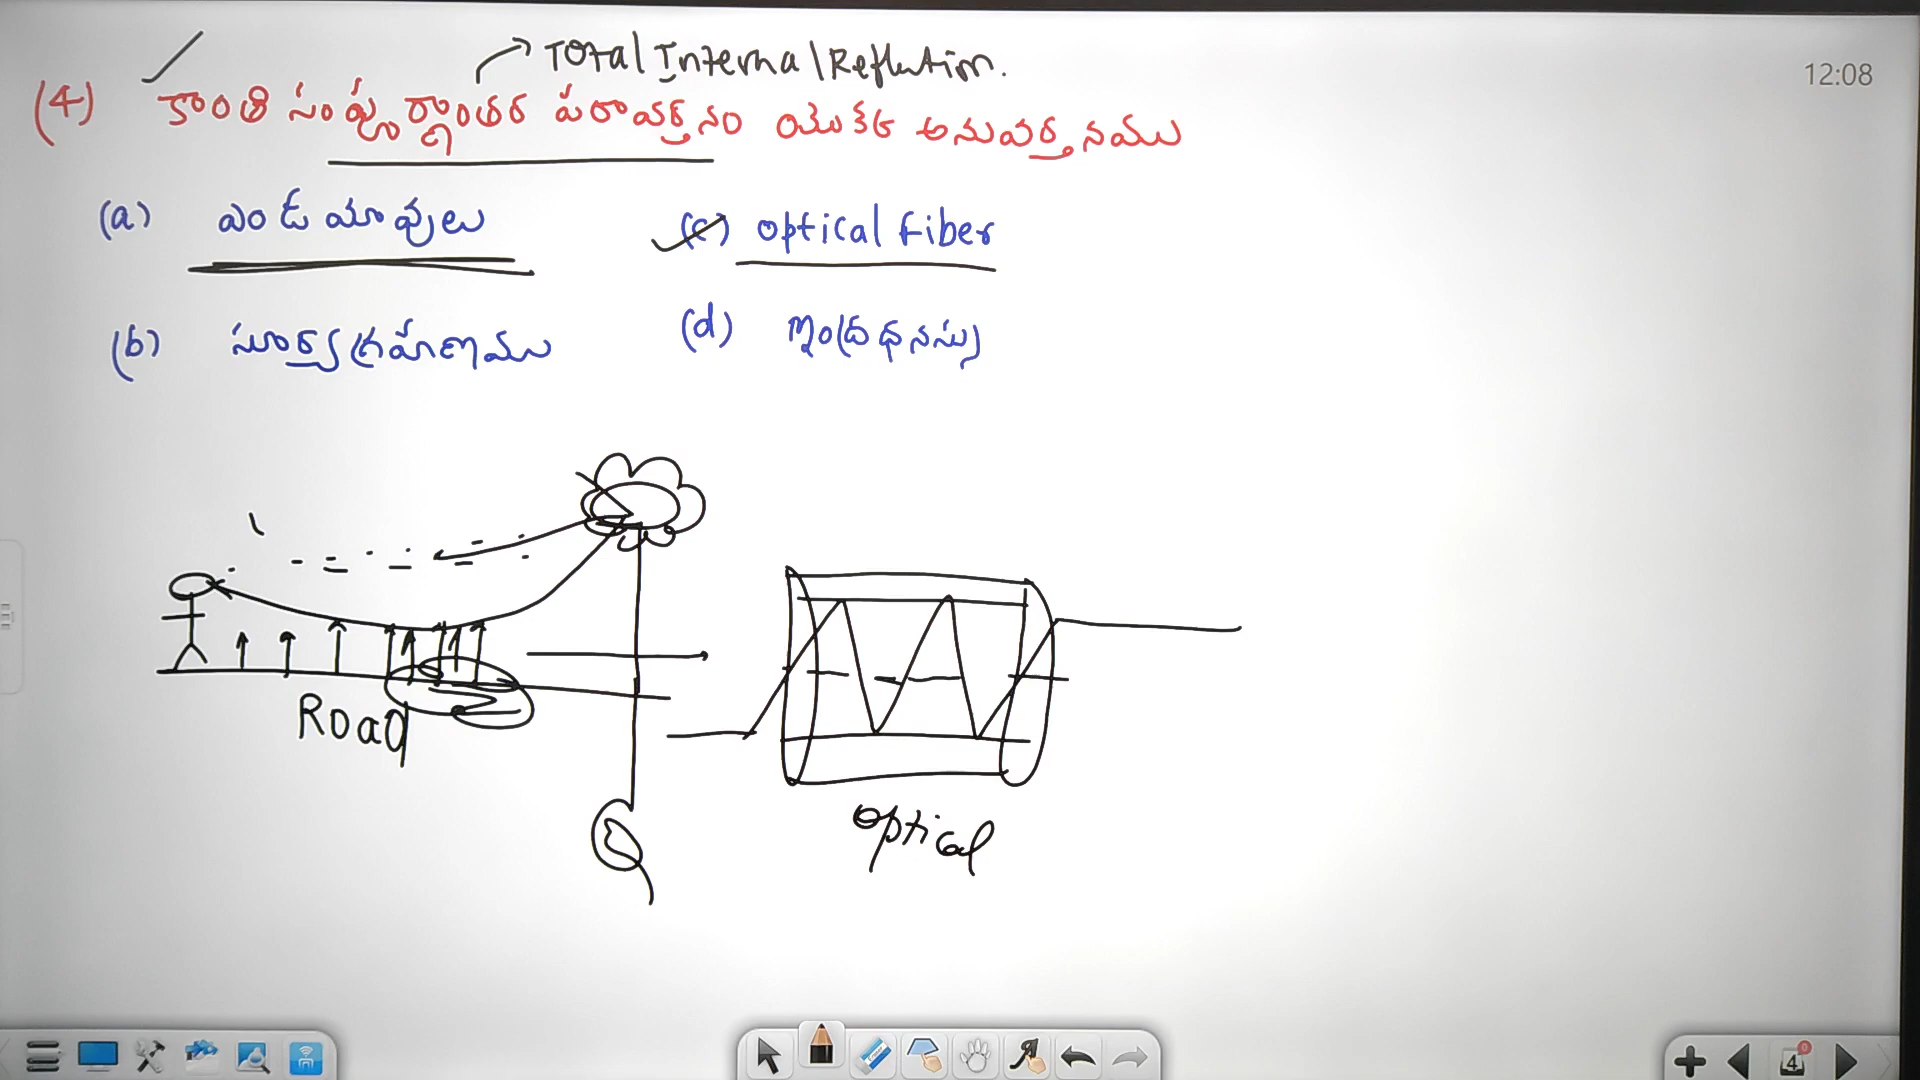 Total Internal Reflection.
12:08
(4) కాంతి సంపూర్ణాంతర పరావర్తనం యొక్క అనువర్తనము
(a) ఎండమావులు
(c) optical fiber
(b) సూర్యగ్రహణము
(d) ఇంద్రధనస్సు
Road
optical
4